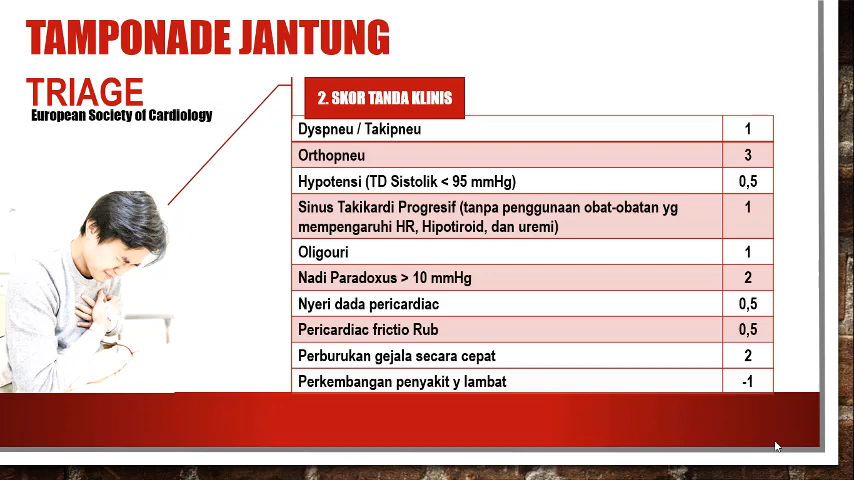 TAMPONADE JANTUNG
TRIAGE
European Society of Cardiology
2. SKOR TANDA KLINIS
Dyspneu / Takipneu 1
Orthopneu 3
Hypotensi (TD Sistolik < 95 mmHg) 0,5
Sinus Takikardi Progresif (tanpa penggunaan obat-obatan yg 1
mempengaruhi HR, Hipotiroid, dan uremi)
Oligouri 1
Nadi Paradoxus > 10 mmHg 2
Nyeri dada pericardiac 0,5
Pericardiac frictio Rub 0,5
Perburukan gejala secara cepat 2
Perkembangan penyakit y lambat -1